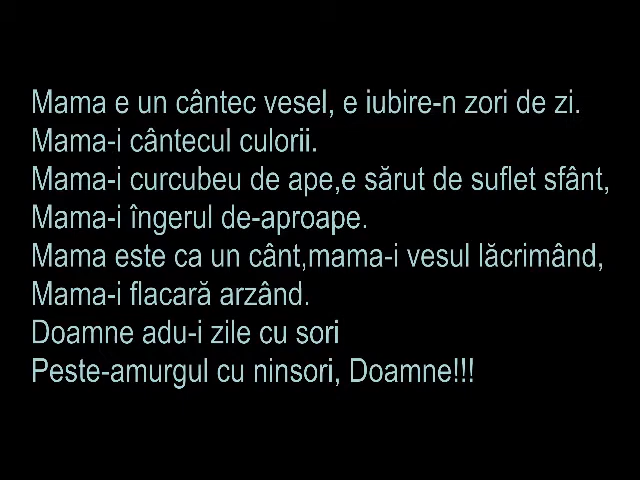 Mama e un cântec vesel, e iubire-n zori de zi.
Mama-i cântecul culorii.
Mama-i curcubeu de ape,e sărut de suflet sfânt,
Mama-i îngerul de-aproape.
Mama este ca un cânt,mama-i vesul lăcrimând,
Mama-i flacară arzând.
Doamne adu-i zile cu sori
Peste-amurgul cu ninsori, Doamne!!!